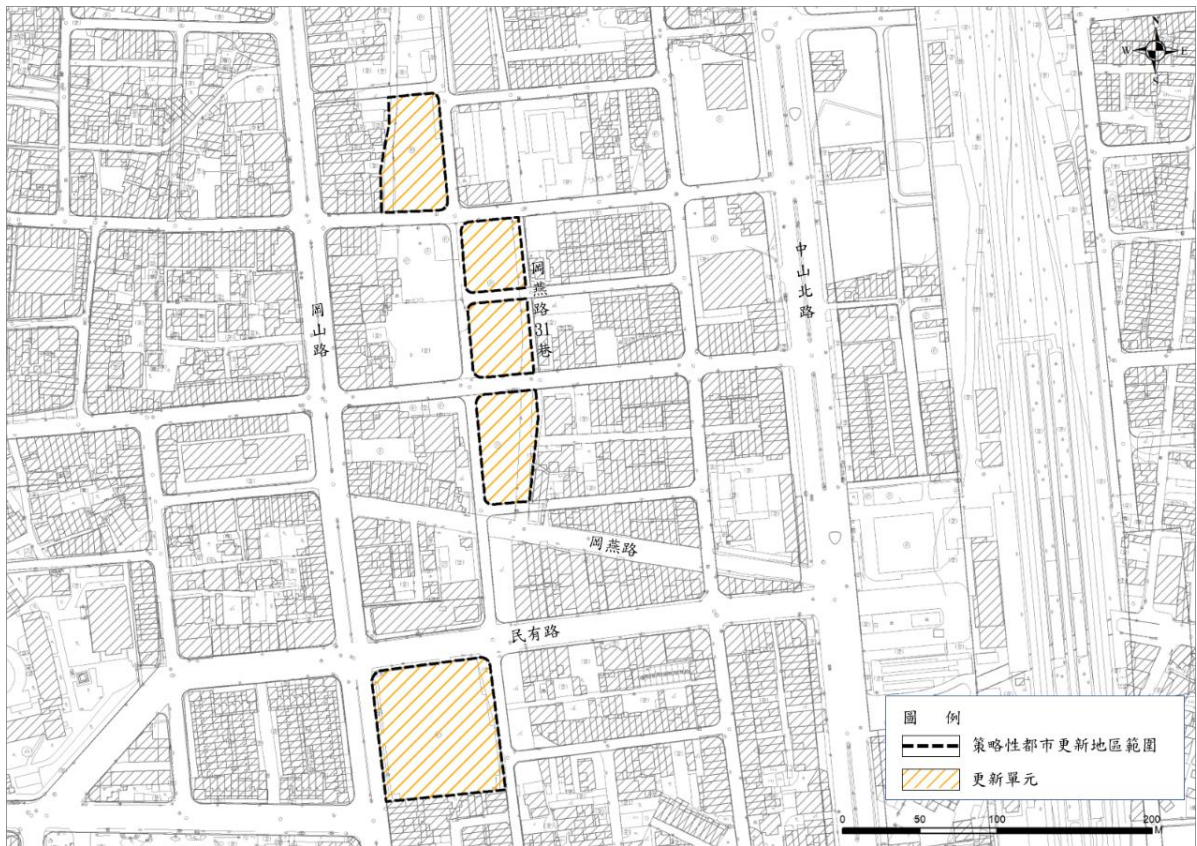 N
W E
S
岡山路
岡燕路31巷
中山北路
岡燕路
民有路
圖 例
策略性都市更新地區範圍
更新單元
0 50 100 200
M